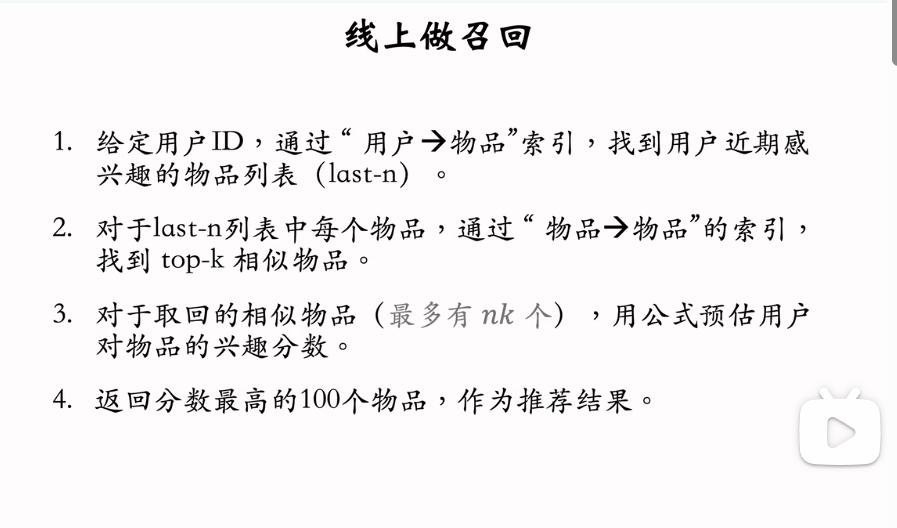 线上做召回
1. 给定用户ID，通过“用户→物品”索引，找到用户近期感
兴趣的物品列表（last-n）。
2. 对于last-n列表中每个物品，通过“物品→物品”的索引，
找到 top-k 相似物品。
3. 对于取回的相似物品（最多有 nk 个），用公式预估用户
对物品的兴趣分数。
4. 返回分数最高的100个物品，作为推荐结果。